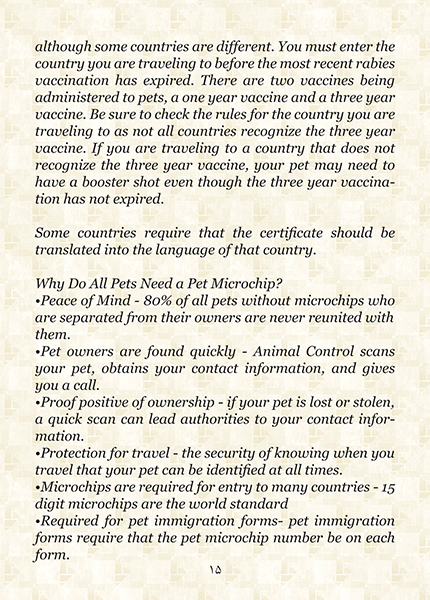 although some countries are different. You must enter the
country you are traveling to before the most recent rabies
vaccination has expired. There are two vaccines being
administered to pets, a one year vaccine and a three year
vaccine. Be sure to check the rules for the country you are
traveling to as not all countries recognize the three year
vaccine. If you are traveling to a country that does not
recognize the three year vaccine, your pet may need to
have a booster shot even though the three year vaccina-
tion has not expired.
Some countries require that the certificate should be
translated into the language of that country.
Why Do All Pets Need a Pet Microchip?
•Peace of Mind - 80% of all pets without microchips who
are separated from their owners are never reunited with
them.
•Pet owners are found quickly - Animal Control scans
your pet, obtains your contact information, and gives
you a call.
•Proof positive of ownership - if your pet is lost or stolen,
a quick scan can lead authorities to your contact infor-
mation.
•Protection for travel - the security of knowing when you
travel that your pet can be identified at all times.
•Microchips are required for entry to many countries - 15
digit microchips are the world standard
•Required for pet immigration forms- pet immigration
forms require that the pet microchip number be on each
form.
۱۵